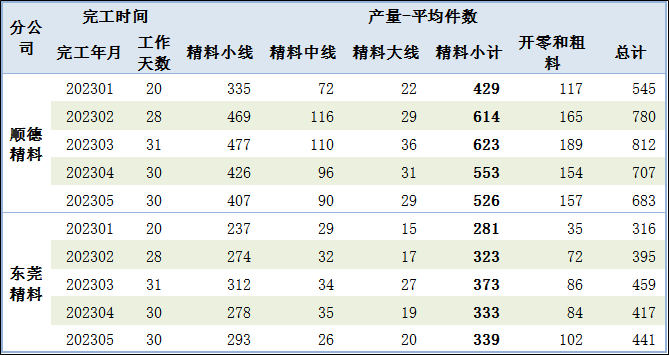 分公司 完工时间 产量-平均件数
完工年月 工作天数 精料小线 精料中线 精料大线 精料小计 开零和粗料 总计
顺德精料
202301 20 335 72 22 429 117 545
202302 28 469 116 29 614 165 780
202303 31 477 110 36 623 189 812
202304 30 426 96 31 553 154 707
202305 30 407 90 29 526 157 683
东莞精料
202301 20 237 29 15 281 35 316
202302 28 274 32 17 323 72 395
202303 31 312 34 27 373 86 459
202304 30 278 35 19 333 84 417
202305 30 293 26 20 339 102 441